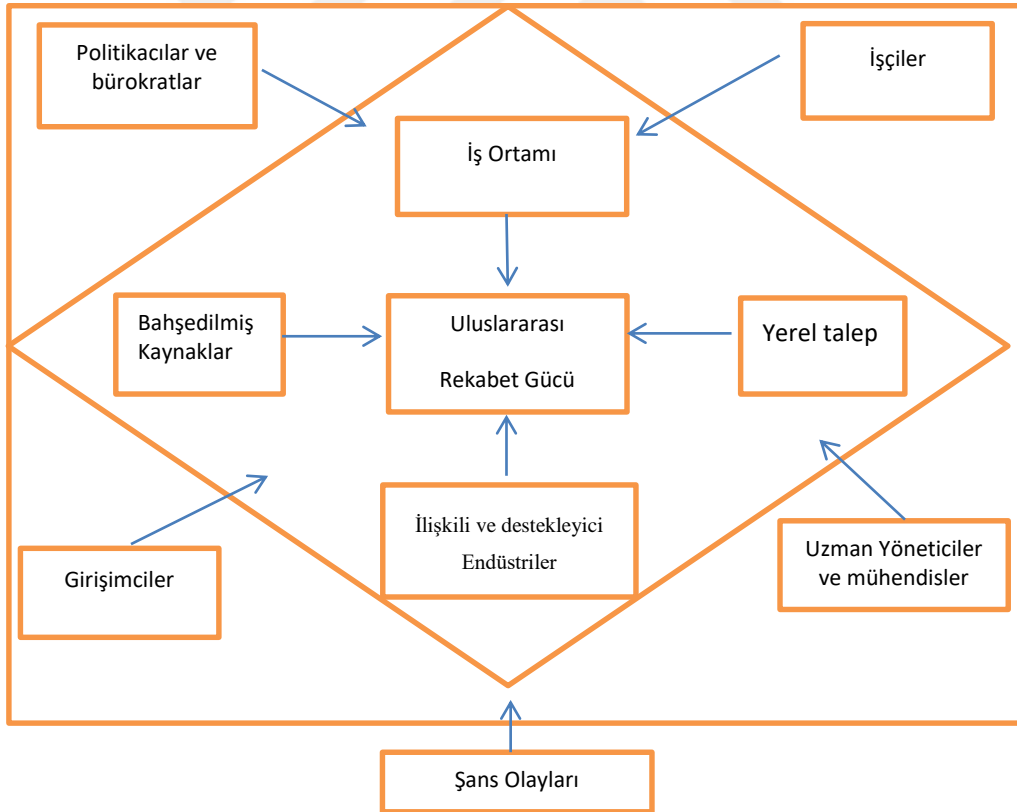 Politikacılar ve
bürokratlar
İşçiler
İş Ortamı
Bahşedilmiş
Kaynaklar
Uluslararası
Rekabet Gücü
Yerel talep
İlişkili ve destekleyici
Endüstriler
Girişimciler
Uzman Yöneticiler
ve mühendisler
Şans Olayları